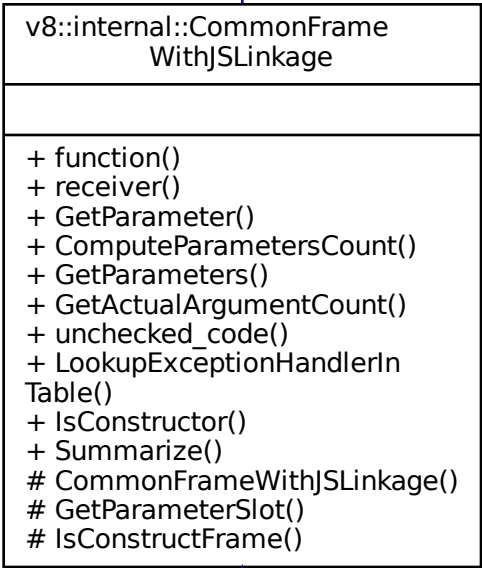 v8::internal::CommonFrame
WithJSLinkage
+ function()
+ receiver()
+ GetParameter()
+ ComputeParametersCount()
+ GetParameters()
+ GetActualArgumentCount()
+ unchecked_code()
+ LookupExceptionHandlerIn
Table()
+ IsConstructor()
+ Summarize()
# CommonFrameWithJSLinkage()
# GetParameterSlot()
# IsConstructFrame()